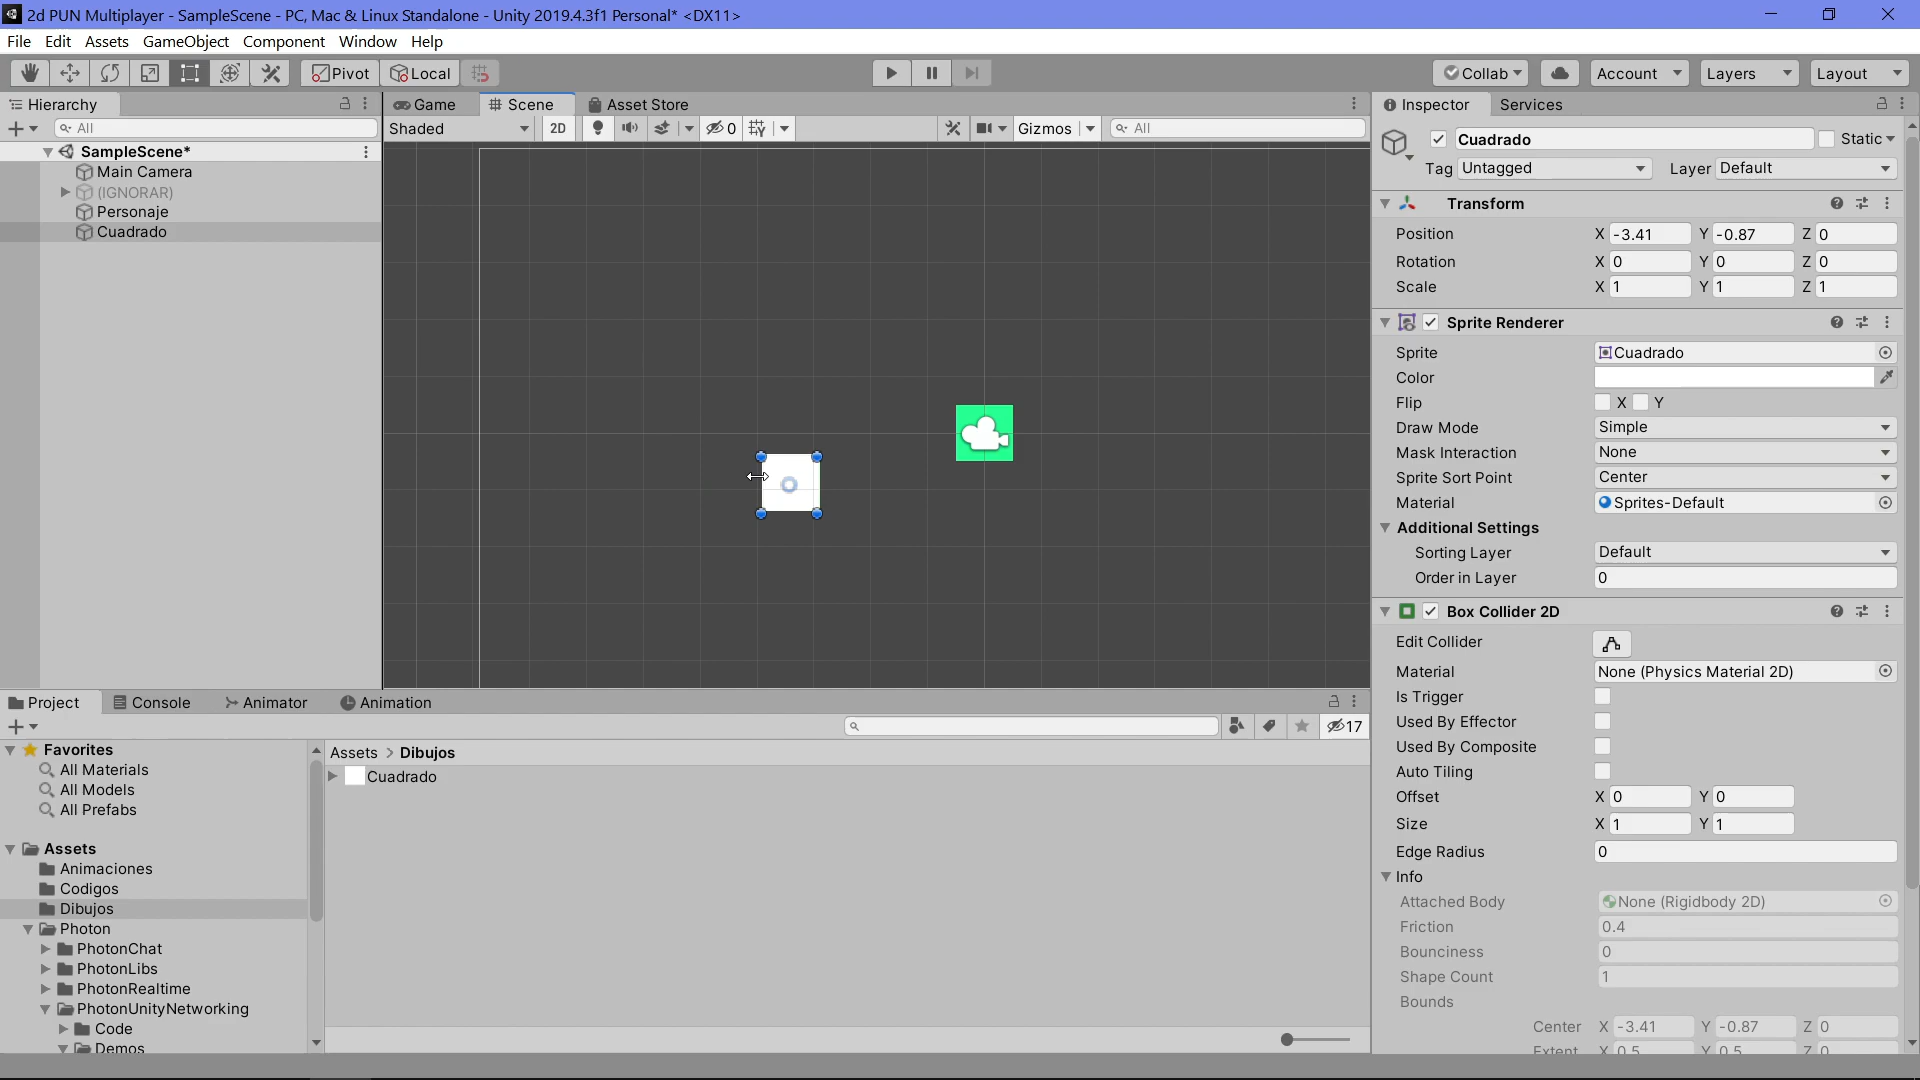 2d PUN Multiplayer - SampleScene - PC, Mac & Linux Standalone - Unity 2019.4.3f1 Personal* <DX11>
File Edit Assets GameObject Component Window Help
Pivot Local Collab Account Layers Layout
Hierarchy
All
SampleScene*
Main Camera
(IGNORAR)
Personaje
Cuadrado
Game Scene Asset Store
Shaded 2D 0 Gizmos All
Inspector Services
Cuadrado Static
Tag Untagged Layer Default
Transform
Position X -3.41 Y -0.87 Z 0
Rotation X 0 Y 0 Z 0
Scale X 1 Y 1 Z 1
Sprite Renderer
Sprite Cuadrado
Color
Flip X Y
Draw Mode Simple
Mask Interaction None
Sprite Sort Point Center
Material Sprites-Default
Additional Settings
Sorting Layer Default
Order in Layer 0
Box Collider 2D
Edit Collider
Material None (Physics Material 2D)
Is Trigger
Used By Effector
Used By Composite
Auto Tiling
Offset X 0 Y 0
Size X 1 Y 1
Edge Radius 0
Info
Attached Body None (Rigidbody 2D)
Friction 0.4
Bounciness 0
Shape Count 1
Bounds
Center X -3.41 Y -0.87 Z 0
Extent X 0.5 Y 0.5 Z 0
Project Console Animator Animation
17
Favorites
All Materials
All Models
All Prefabs
Assets
Animaciones
Codigos
Dibujos
Photon
PhotonChat
PhotonLibs
PhotonRealtime
PhotonUnityNetworking
Code
Demos
Assets > Dibujos
Cuadrado